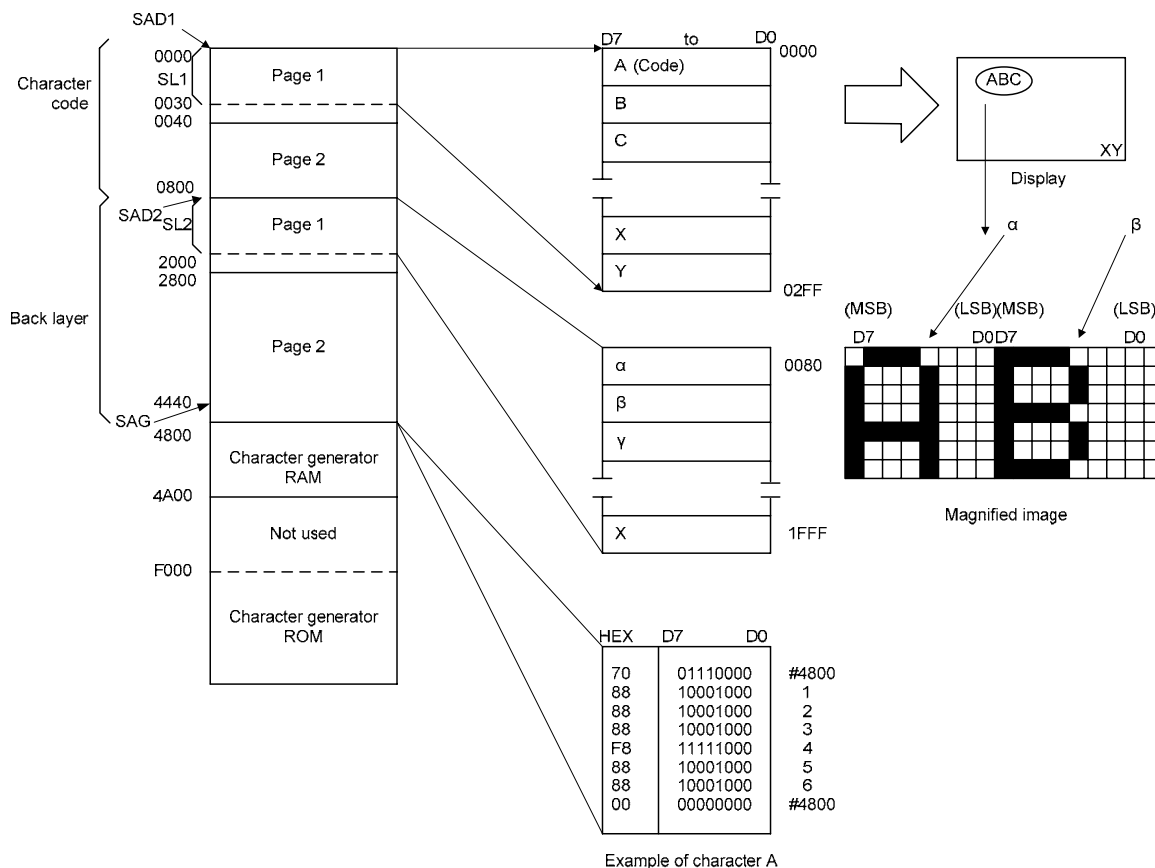 SAD1
Character
code
0000
SL1
0030
0040
0800
SAD2
SL2
2000
2800
Back layer
4440
SAG
4800
4A00
F000
Page 1
Page 2
Page 1
Page 2
Character generator
RAM
Not used
Character generator
ROM
D7 to D0
0000
A (Code)
B
C
X
Y
02FF
α
0080
β
γ
X
1FFF
HEX D7 D0
70 01110000 #4800
88 10001000 1
88 10001000 2
88 10001000 3
F8 11111000 4
88 10001000 5
88 10001000 6
00 00000000 #4800
Example of character A
ABC
XY
Display
α β
(MSB) (LSB)(MSB) (LSB)
D7 D0 D7 D0
Magnified image